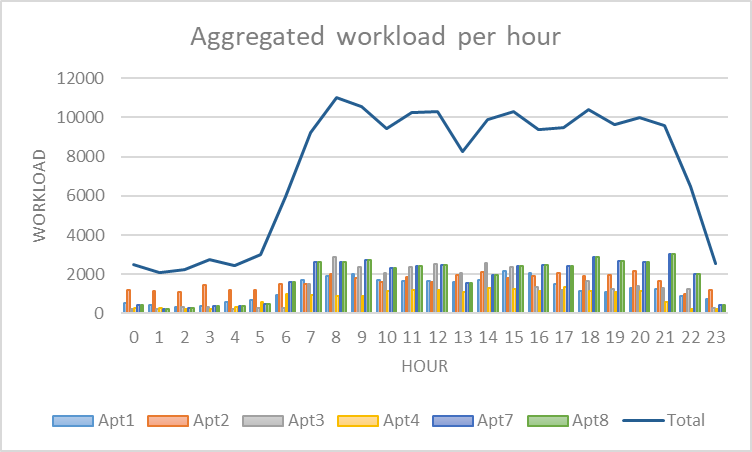 Aggregated workload per hour
12000
10000
8000
6000
4000
2000
0
WORKLOAD
0 1 2 3 4 5 6 7 8 9 10 11 12 13 14 15 16 17 18 19 20 21 22 23
HOUR
Apt1 Apt2 Apt3 Apt4 Apt7 Apt8 Total